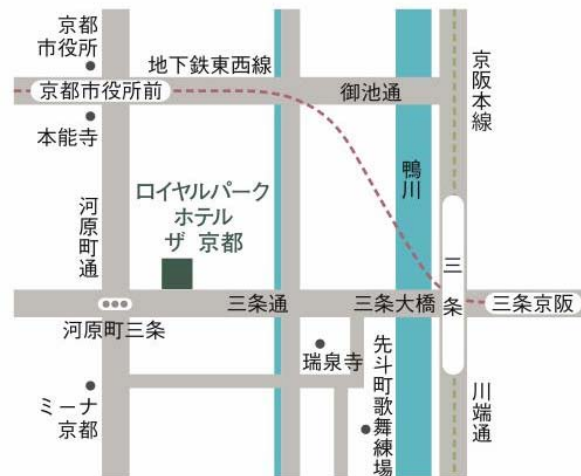 京都
市役所
地下鉄東西線
京都市役所前
御池通
京阪本線
本能寺
鴨川
ロイヤルパーク
ホテル
ザ 京都
河原町通
三条
三条通
三条大橋
三条京阪
河原町三条
瑞泉寺
先斗町歌舞練場
川端通
ミーナ
京都